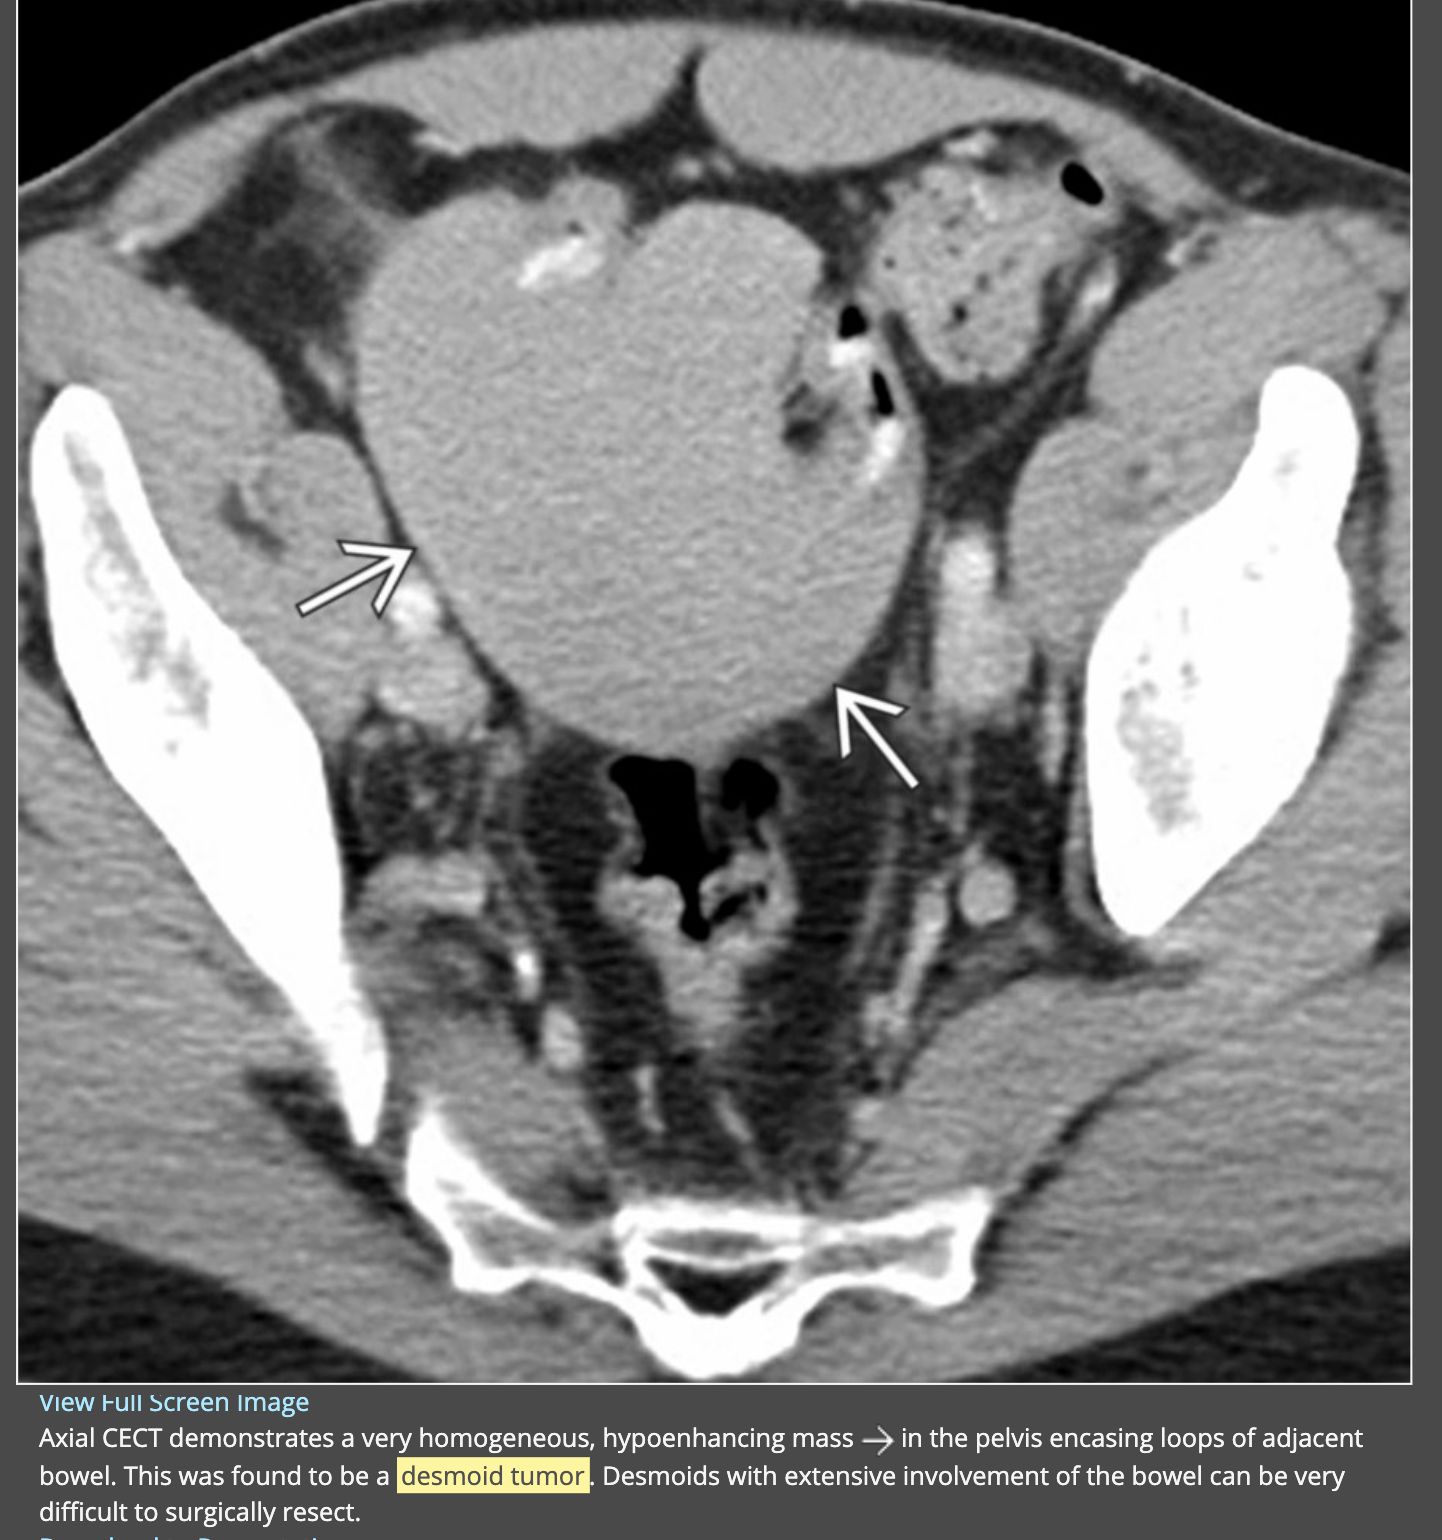 View Full Screen Image
Axial CECT demonstrates a very homogeneous, hypoenhancing mass → in the pelvis encasing loops of adjacent
bowel. This was found to be a desmoid tumor. Desmoids with extensive involvement of the bowel can be very
difficult to surgically resect.